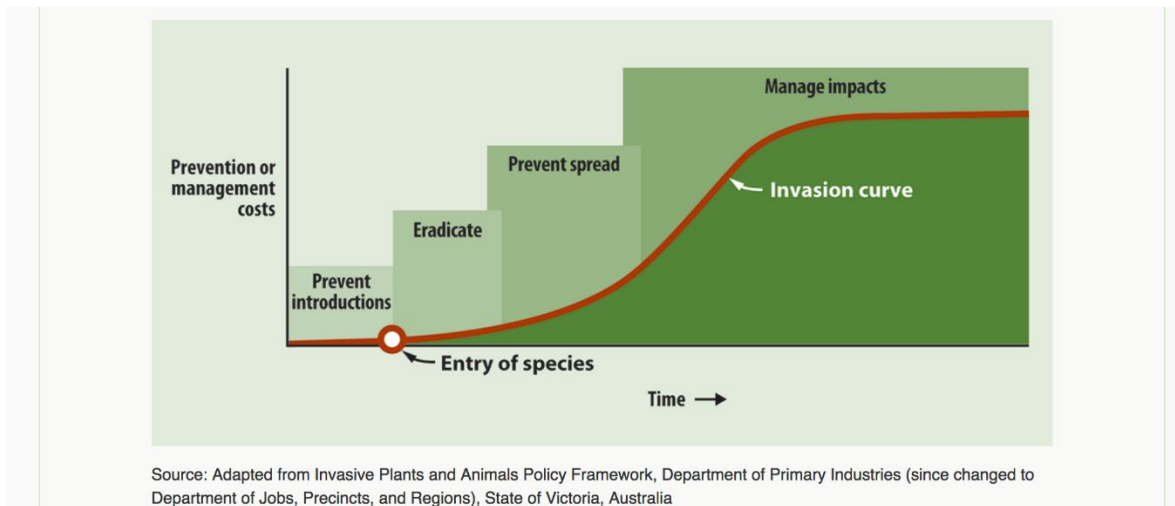 Manage impacts
Prevention or
management
costs
Prevent spread
Invasion curve
Eradicate
Prevent
introductions
Entry of species
Time
Source: Adapted from Invasive Plants and Animals Policy Framework, Department of Primary Industries (since changed to
Department of Jobs, Precincts, and Regions), State of Victoria, Australia